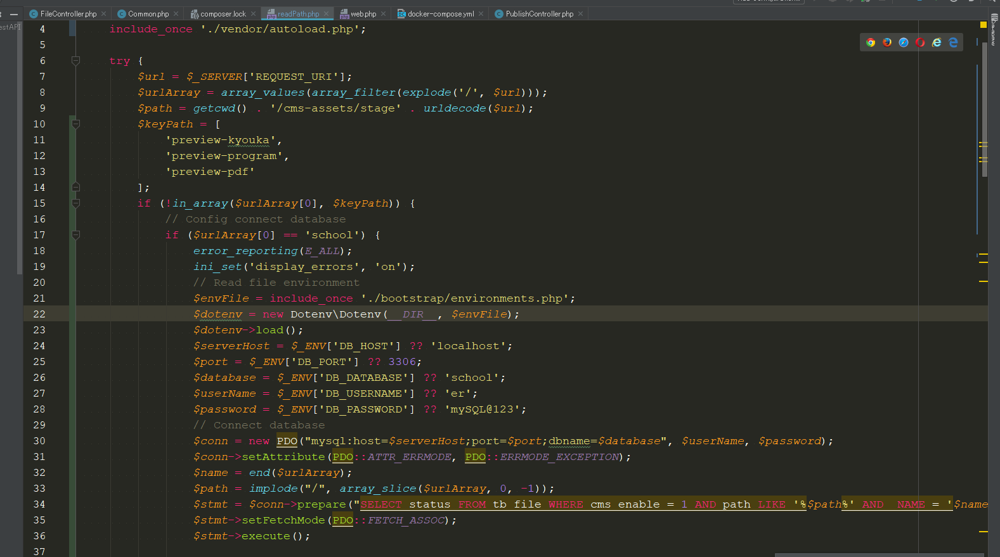 FileController.php × Common.php × composer.lock × readPath.php × web.php × docker-compose.yml × PublishController.php ×
estAPI
4 include_once './vendor/autoload.php';
5
6 try {
7 $url = $_SERVER['REQUEST_URI'];
8 $urlArray = array_values(array_filter(explode('/', $url)));
9 $path = getcwd() . '/cms-assets/stage' . urldecode($url);
10 $keyPath = [
11 'preview-kyouka',
12 'preview-program',
13 'preview-pdf'
14 ];
15 if (!in_array($urlArray[0], $keyPath)) {
16 // Config connect database
17 if ($urlArray[0] == 'school') {
18 error_reporting(E_ALL);
19 ini_set('display_errors', 'on');
20 // Read file environment
21 $envFile = include_once './bootstrap/environments.php';
22 $dotenv = new Dotenv\Dotenv(__DIR__, $envFile);
23 $dotenv->load();
24 $serverHost = $_ENV['DB_HOST'] ?? 'localhost';
25 $port = $_ENV['DB_PORT'] ?? 3306;
26 $database = $_ENV['DB_DATABASE'] ?? 'school';
27 $userName = $_ENV['DB_USERNAME'] ?? 'er';
28 $password = $_ENV['DB_PASSWORD'] ?? 'mySQL@123';
29 // Connect database
30 $conn = new PDO("mysql:host=$serverHost;port=$port;dbname=$database", $userName, $password);
31 $conn->setAttribute(PDO::ATTR_ERRMODE, PDO::ERRMODE_EXCEPTION);
32 $name = end($urlArray);
33 $path = implode("/", array_slice($urlArray, 0, -1));
34 $stmt = $conn->prepare("SELECT status FROM tb_file WHERE cms_enable = 1 AND path LIKE '%$path%' AND  NAME = '$name
35 $stmt->setFetchMode(PDO::FETCH_ASSOC);
36 $stmt->execute();
37